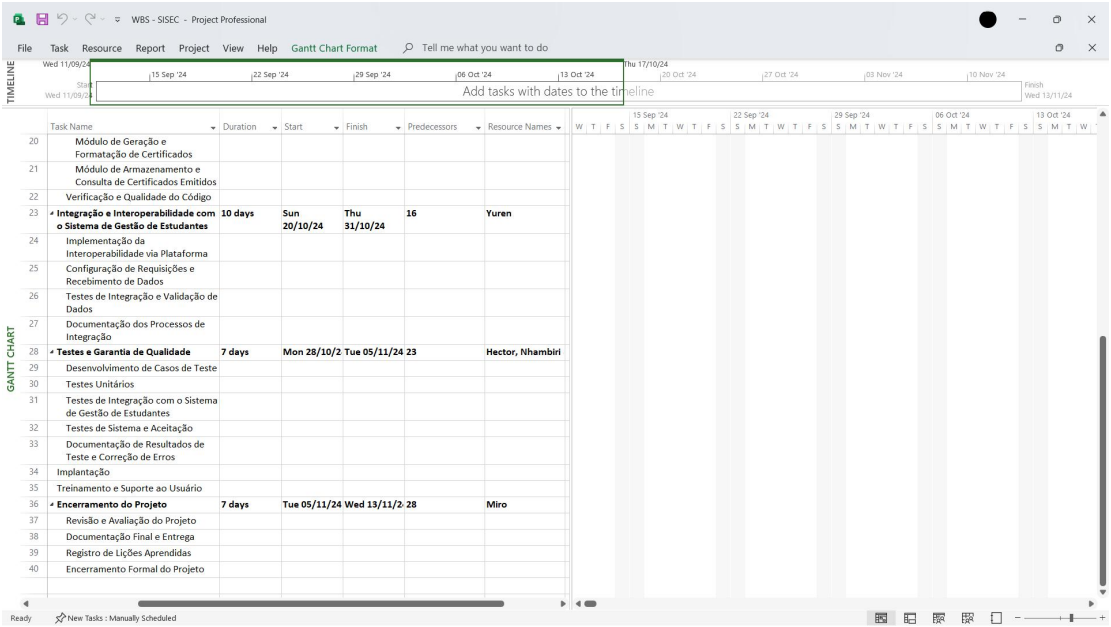 WBS - SISEC - Project Professional
File Task Resource Report Project View Help Gantt Chart Format Tell me what you want to do
TIMELINE
Wed 11/09/24 Thu 17/10/24
15 Sep '24 22 Sep '24 29 Sep '24 06 Oct '24 13 Oct '24 20 Oct '24 27 Oct '24 03 Nov '24 10 Nov '24
Start
Wed 11/09/24
Add tasks with dates to the timeline
Finish
Wed 13/11/24
15 Sep '24 22 Sep '24 29 Sep '24 06 Oct '24 13 Oct '24
Task Name Duration Start Finish Predecessors Resource Names W T F S S M T W T F S S M T W T F S S M T W T F S S M T W T F S S M T W
GANTT CHART
20 Módulo de Geração e
Formatação de Certificados
21 Módulo de Armazenamento e
Consulta de Certificados Emitidos
22 Verificação e Qualidade do Código
23 Integração e Interoperabilidade com 10 days Sun Thu 16 Yuren
o Sistema de Gestão de Estudantes 20/10/24 31/10/24
24 Implementação da
Interoperabilidade via Plataforma
25 Configuração de Requisições e
Recebimento de Dados
26 Testes de Integração e Validação de
Dados
27 Documentação dos Processos de
Integração
28 Testes e Garantia de Qualidade 7 days Mon 28/10/2 Tue 05/11/24 23 Hector, Nhambiri
29 Desenvolvimento de Casos de Teste
30 Testes Unitários
31 Testes de Integração com o Sistema
de Gestão de Estudantes
32 Testes de Sistema e Aceitação
33 Documentação de Resultados de
Teste e Correção de Erros
34 Implantação
35 Treinamento e Suporte ao Usuário
36 Encerramento do Projeto 7 days Tue 05/11/24 Wed 13/11/2 28 Miro
37 Revisão e Avaliação do Projeto
38 Documentação Final e Entrega
39 Registro de Lições Aprendidas
40 Encerramento Formal do Projeto
Ready New Tasks : Manually Scheduled